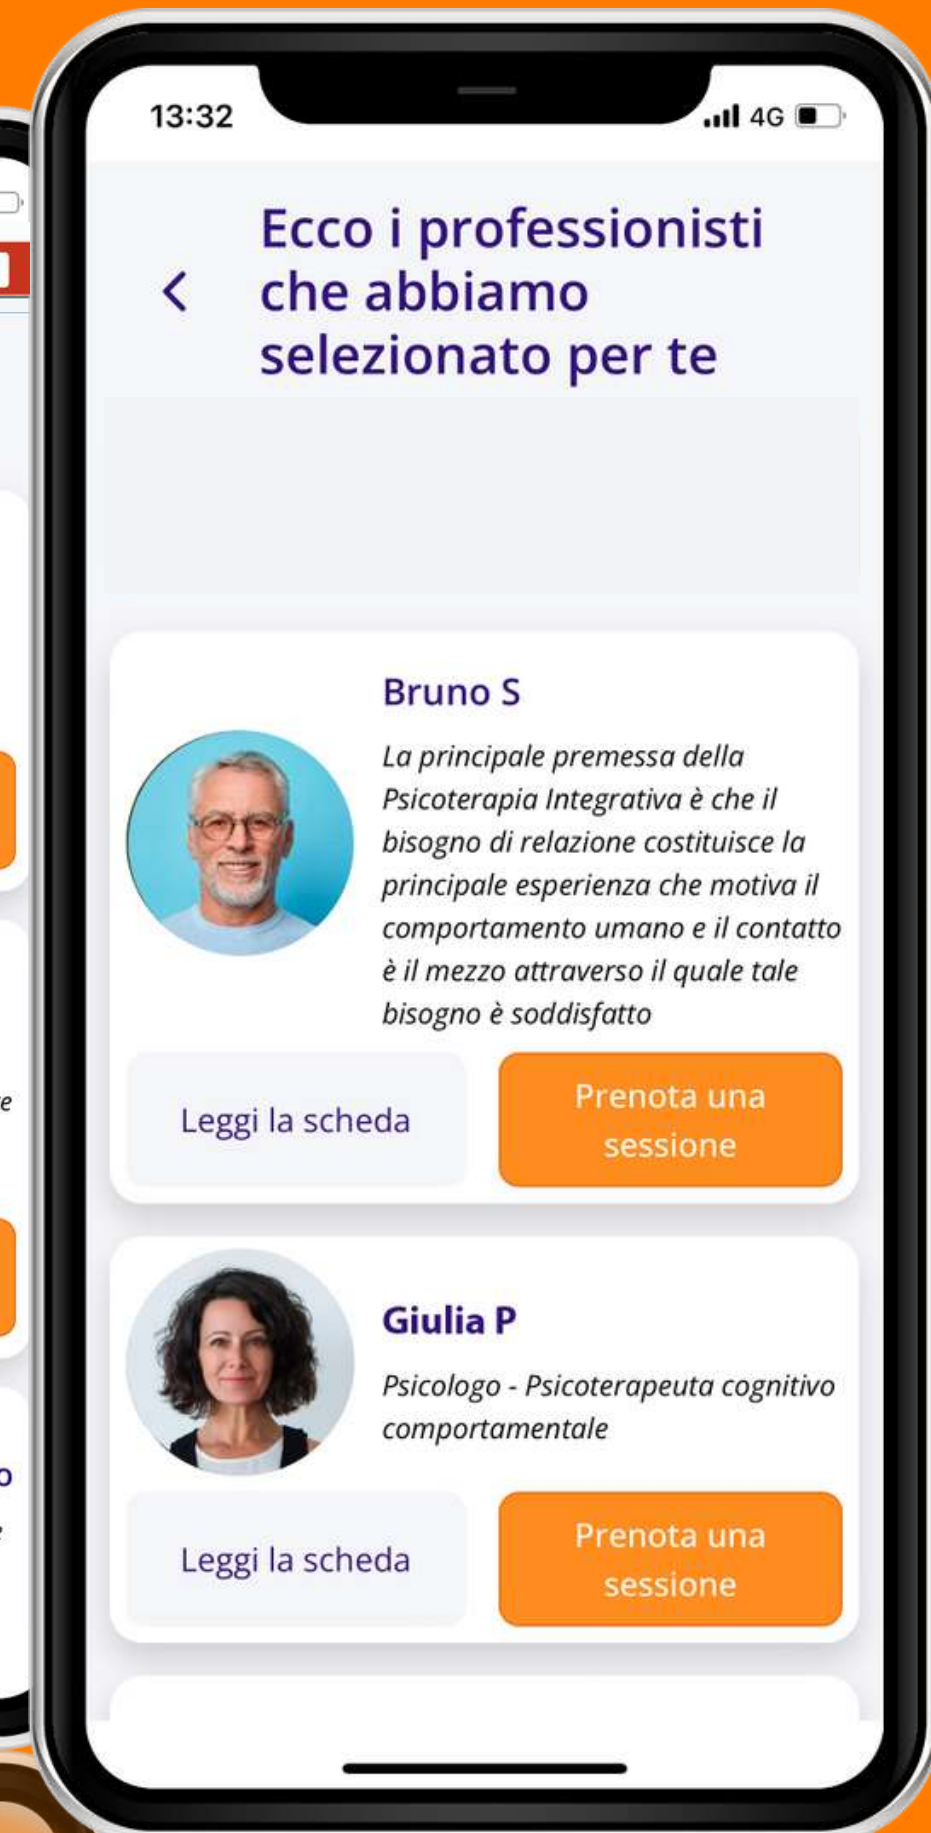 13:32
4G
Ecco i professionisti
che abbiamo
selezionato per te
Bruno S
La principale premessa della
Psicoterapia Integrativa è che il
bisogno di relazione costituisce la
principale esperienza che motiva il
comportamento umano e il contatto
è il mezzo attraverso il quale tale
bisogno è soddisfatto
Leggi la scheda
Prenota una
sessione
Giulia P
Psicologo - Psicoterapeuta cognitivo
comportamentale
Leggi la scheda
Prenota una
sessione